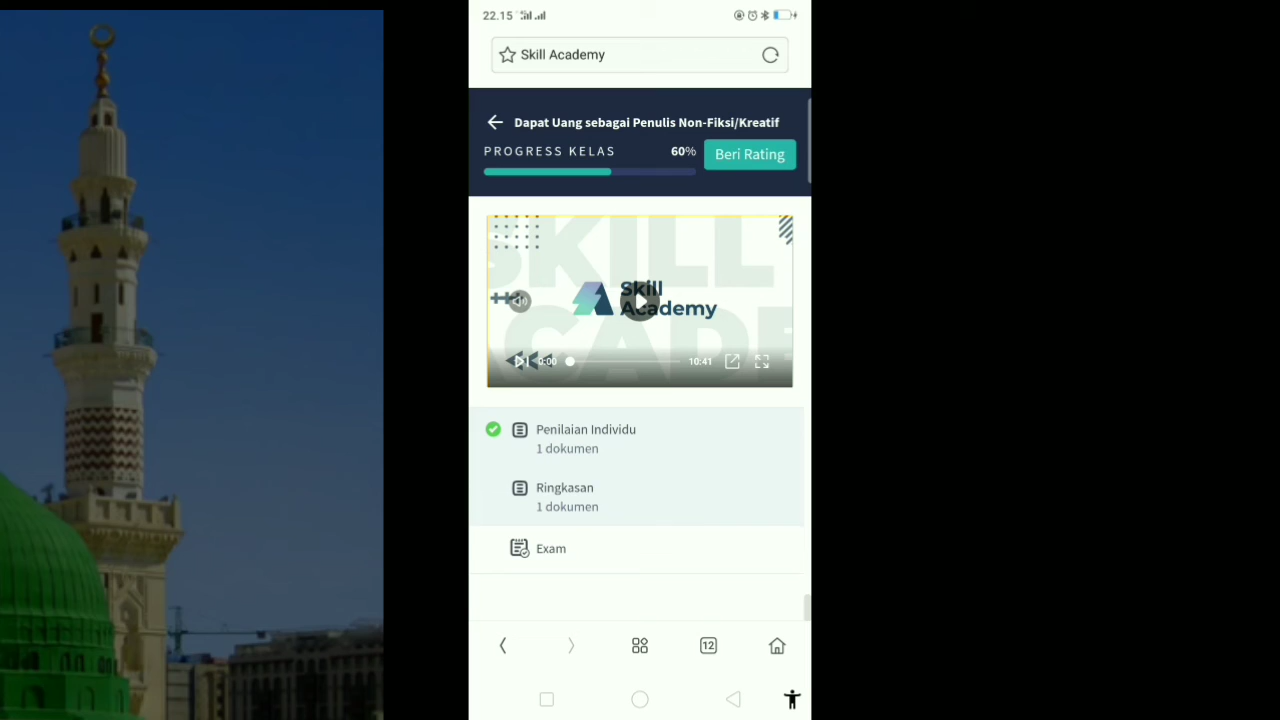 22.15
Skill Academy
Dapat Uang sebagai Penulis Non-Fiksi/Kreatif
PROGRESS KELAS 60%
Beri Rating
SKILL
Skill
Academy
0:00 10:41
Penilaian Individu
1 dokumen
Ringkasan
1 dokumen
Exam
12